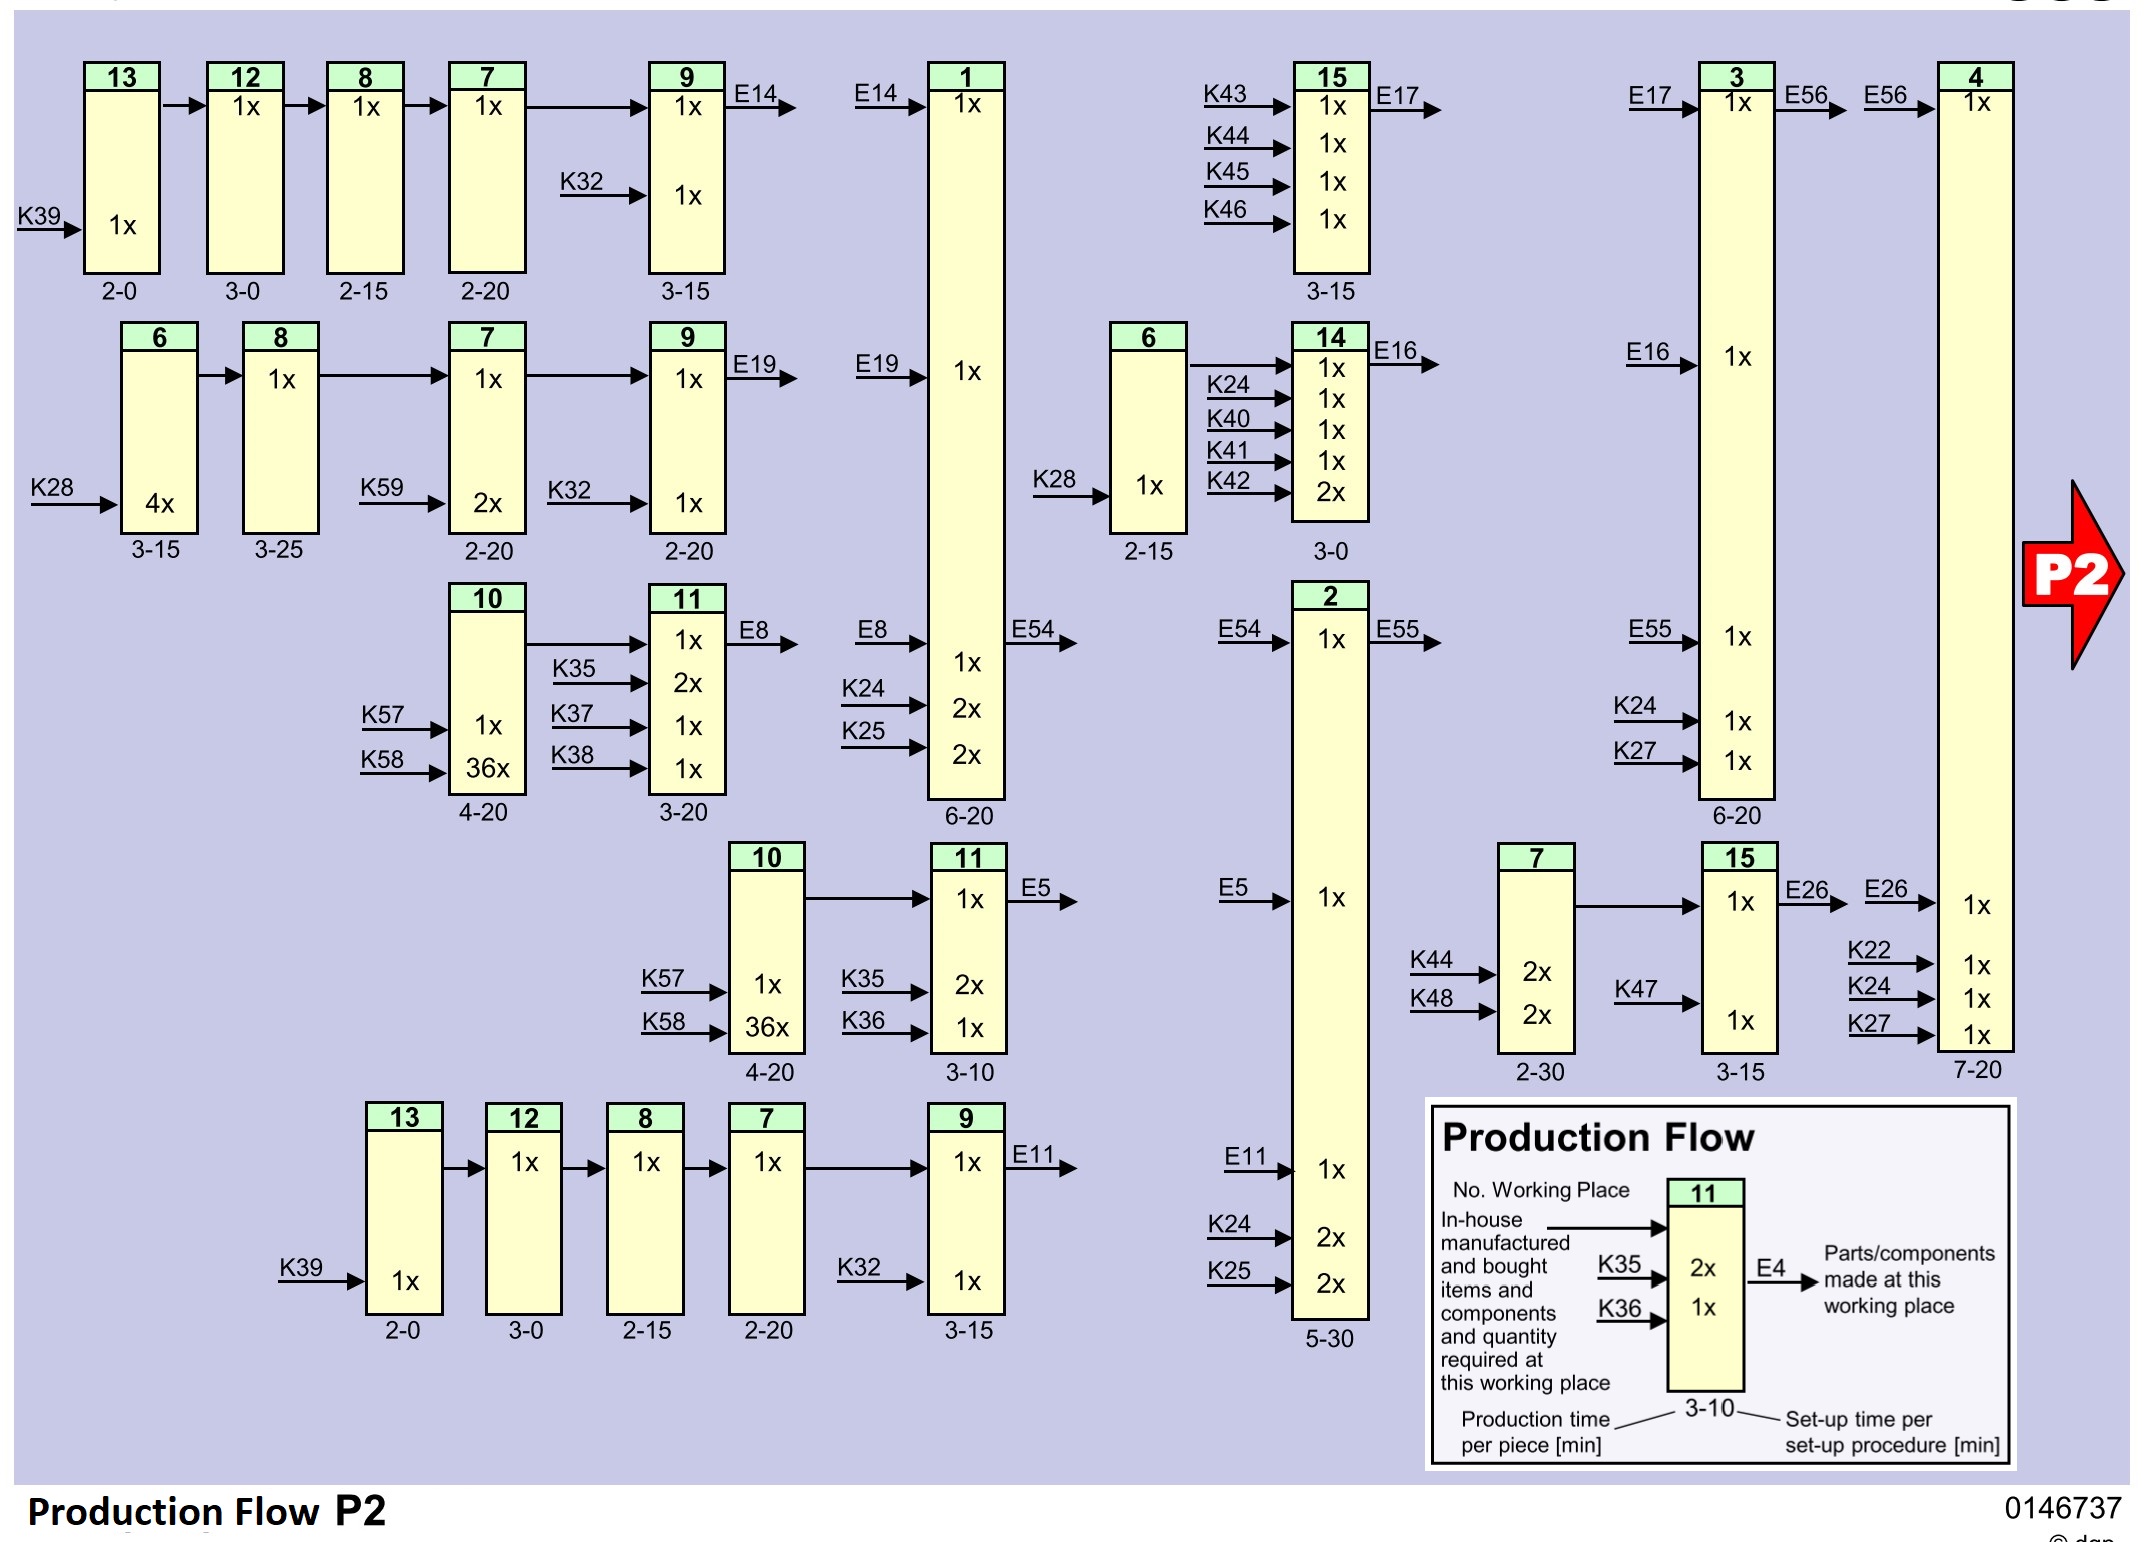 13 12 8 7 9 1 15 3 4
1x 1x 1x 1x 1x 1x 1x 1x
E14 E14 K43 E17 E17 E56 E56
K44 1x
K32 1x K45 1x
K39 1x K46 1x
2-0 3-0 2-15 2-20 3-15 3-15
6 8 7 9 6 14
1x 1x 1x E19 E19 1x 1x E16 E16 1x
K24 1x
K40 1x
K41 1x
K28 4x K59 2x K32 1x K28 1x K42 2x
3-15 3-25 2-20 2-20 2-15 3-0
P2
10 11 2
1x E8 E8 1x E54 E54 1x E55 E55 1x
K35 2x
K57 1x K37 1x K24 2x K24 1x
K58 36x K38 1x K25 2x K27 1x
4-20 3-20 6-20 6-20
10 11 7 15
1x E5 E5 1x 1x E26 E26 1x
K57 1x K35 2x K44 2x K22 1x
K58 36x K36 1x K48 2x K47 1x K24 1x
K27 1x
4-20 3-10 2-30 3-15 7-20
13 12 8 7 9
1x 1x 1x 1x E11 E11 1x
K24 2x
K39 1x K32 1x K25 2x
2-0 3-0 2-15 2-20 3-15 5-30
Production Flow
No. Working Place 11
In-house
manufactured
and bought
items and
components
and quantity
required at
this working place
K35 2x E4
K36 1x
Parts/components
made at this
working place
3-10
Production time
per piece [min]
Set-up time per
set-up procedure [min]
Production Flow P2
0146737